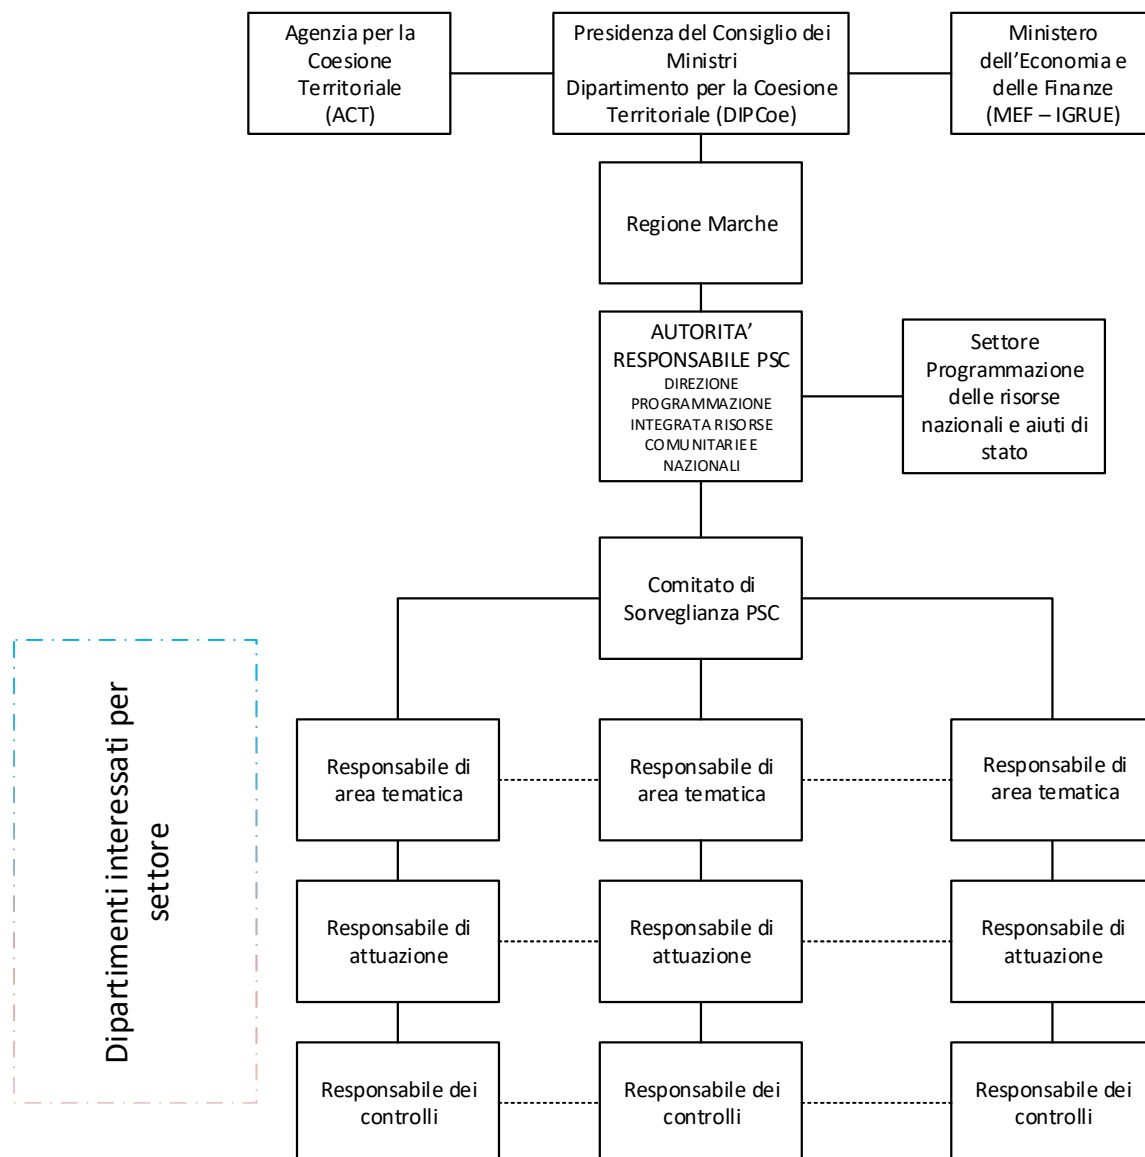 Agenzia per la
Coesione
Territoriale
(ACT)
Presidenza del Consiglio dei
Ministri
Dipartimento per la Coesione
Territoriale (DIPCoe)
Ministero
dell’Economia e
delle Finanze
(MEF – IGRUE)
Regione Marche
AUTORITA’
RESPONSABILE PSC
DIREZIONE
PROGRAMMAZIONE
INTEGRATA RISORSE
COMUNITARIE E
NAZIONALI
Settore
Programmazione
delle risorse
nazionali e aiuti di
stato
Comitato di
Sorveglianza PSC
Dipartimenti interessati per
settore
Responsabile di
area tematica
Responsabile di
area tematica
Responsabile di
area tematica
Responsabile di
attuazione
Responsabile di
attuazione
Responsabile di
attuazione
Responsabile dei
controlli
Responsabile dei
controlli
Responsabile dei
controlli